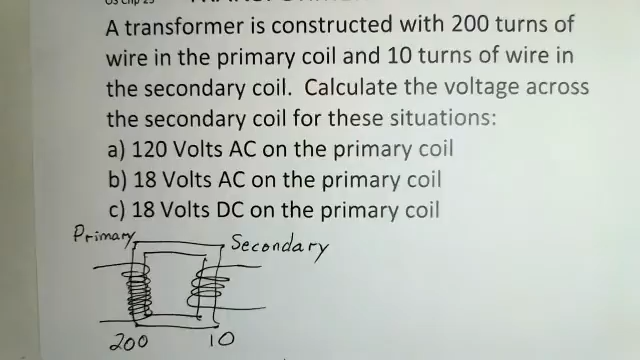 A transformer is constructed with 200 turns of
wire in the primary coil and 10 turns of wire in
the secondary coil. Calculate the voltage across
the secondary coil for these situations:
a) 120 Volts AC on the primary coil
b) 18 Volts AC on the primary coil
c) 18 Volts DC on the primary coil
Primary
Secondary
200
10